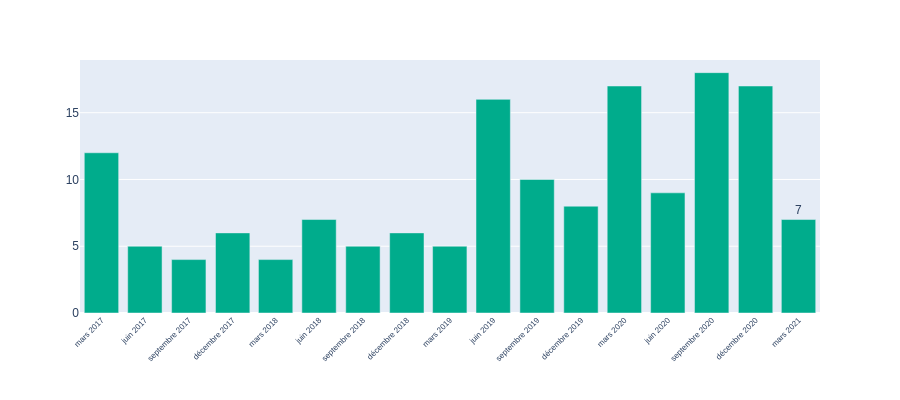 15
10
5
0
7
mars 2017
juin 2017
septembre 2017
décembre 2017
mars 2018
juin 2018
septembre 2018
décembre 2018
mars 2019
juin 2019
septembre 2019
décembre 2019
mars 2020
juin 2020
septembre 2020
décembre 2020
mars 2021